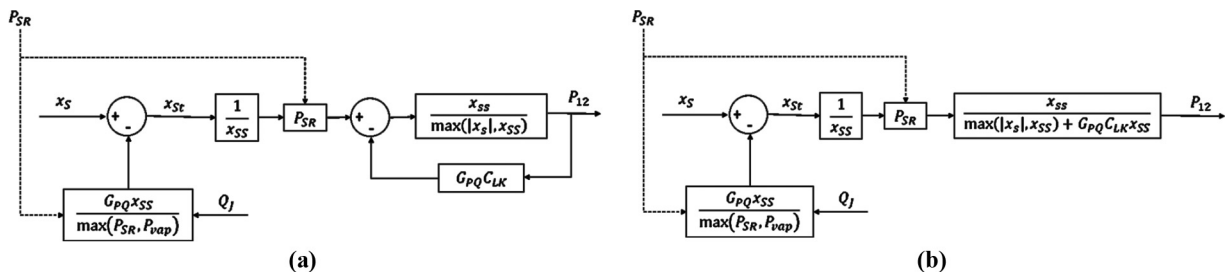 P_SR
x_S
+
-
x_St
1
x_SS
P_SR
+
-
x_ss
max(|x_s|, x_SS)
P_12
G_PQ C_LK
G_PQ x_SS
max(P_SR, P_vap)
Q_J
(a)
P_SR
x_S
+
-
x_St
1
x_SS
P_SR
x_ss
max(|x_s|, x_SS) + G_PQ C_LK x_SS
P_12
G_PQ x_SS
max(P_SR, P_vap)
Q_J
(b)